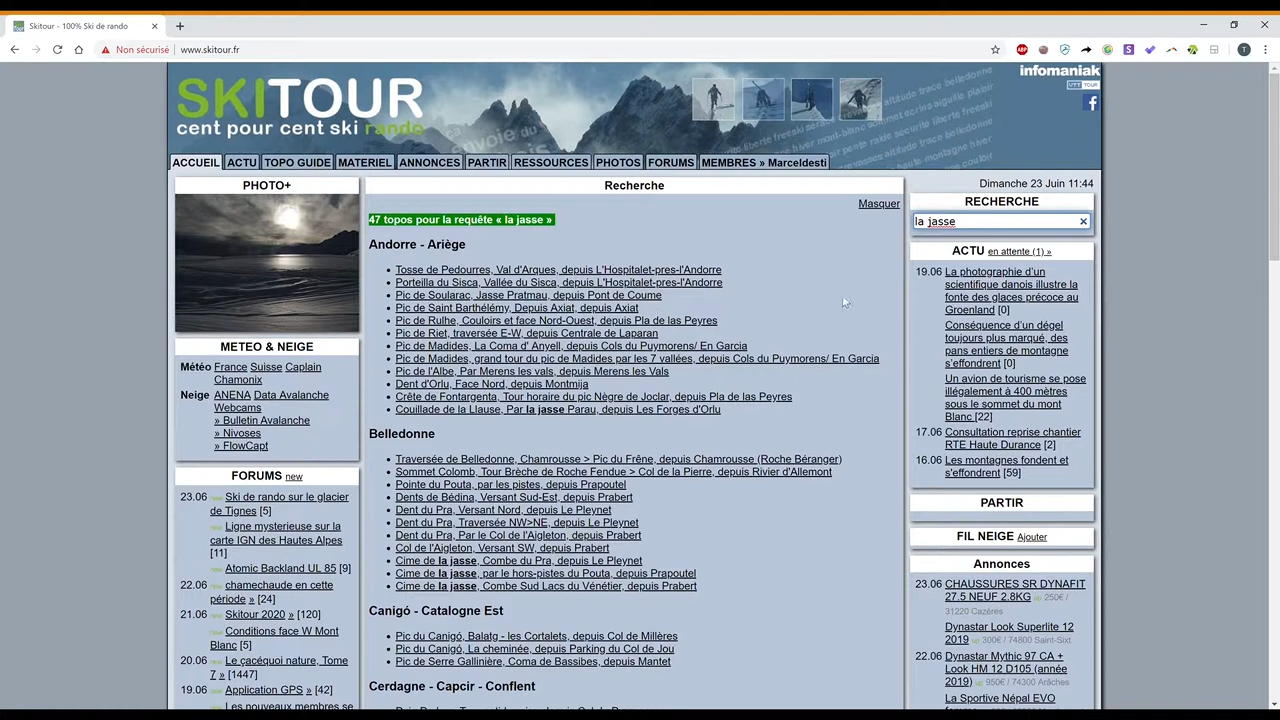 Skitour - 100% Ski de rando
Non sécurisé
www.skitour.fr
SKITOUR
cent pour cent ski rando
infomaniak
ACCUEIL ACTU TOPO GUIDE MATERIEL ANNONCES PARTIR RESSOURCES PHOTOS FORUMS MEMBRES » Marceldesti
PHOTO+
METEO & NEIGE
Météo France Suisse Caplain
Chamonix
Neige ANENA Data Avalanche
Webcams
» Bulletin Avalanche
» Nivoses
» FlowCapt
FORUMS new
23.06 Ski de rando sur le glacier
de Tignes [5]
Ligne mysterieuse sur la
carte IGN des Hautes Alpes
[11]
Atomic Backland UL 85 [9]
22.06 chamechaude en cette
période » [24]
21.06 Skitour 2020 » [120]
Conditions face W Mont
Blanc [5]
20.06 Le çacéquoi nature, Tome
7 » [1447]
19.06 Application GPS » [42]
Les nouveaux membres se
Recherche
Masquer
47 topos pour la requête « la jasse »
Andorre - Ariège
Tosse de Pedourres, Val d'Arques, depuis L'Hospitalet-pres-l'Andorre
Porteilla du Sisca, Vallée du Sisca, depuis L'Hospitalet-pres-l'Andorre
Pic de Soularac, Jasse Pratmau, depuis Pont de Coume
Pic de Saint Barthélémy, Depuis Axiat, depuis Axiat
Pic de Rulhe, Couloirs et face Nord-Ouest, depuis Pla de las Peyres
Pic de Riet, traversée E-W, depuis Centrale de Laparan
Pic de Madides, La Coma d' Anyell, depuis Cols du Puymorens/ En Garcia
Pic de Madides, grand tour du pic de Madides par les 7 vallées, depuis Cols du Puymorens/ En Garcia
Pic de l'Albe, Par Merens les vals, depuis Merens les Vals
Dent d'Orlu, Face Nord, depuis Montmija
Crête de Fontargenta, Tour horaire du pic Nègre de Joclar, depuis Pla de las Peyres
Couillade de la Llause, Par la jasse Parau, depuis Les Forges d'Orlu
Belledonne
Traversée de Belledonne, Chamrousse > Pic du Frêne, depuis Chamrousse (Roche Béranger)
Sommet Colomb, Tour Brèche de Roche Fendue > Col de la Pierre, depuis Rivier d'Allemont
Pointe du Pouta, par les pistes, depuis Prapoutel
Dents de Bédina, Versant Sud-Est, depuis Prabert
Dent du Pra, Versant Nord, depuis Le Pleynet
Dent du Pra, Traversée NW>NE, depuis Le Pleynet
Dent du Pra, Par le Col de l'Aigleton, depuis Prabert
Col de l'Aigleton, Versant SW, depuis Prabert
Cime de la jasse, Combe du Pra, depuis Le Pleynet
Cime de la jasse, par le hors-pistes du Pouta, depuis Prapoutel
Cime de la jasse, Combe Sud Lacs du Vénétier, depuis Prabert
Canigó - Catalogne Est
Pic du Canigó, Balatg - les Cortalets, depuis Col de Millères
Pic du Canigó, La cheminée, depuis Parking du Col de Jou
Pic de Serre Gallinière, Coma de Bassibes, depuis Mantet
Cerdagne - Capcir - Conflent
Dimanche 23 Juin 11:44
RECHERCHE
la jasse
ACTU en attente (1) »
19.06 La photographie d'un
scientifique danois illustre la
fonte des glaces précoce au
Groenland [0]
Conséquence d'un dégel
toujours plus marqué, des
pans entiers de montagne
s'effondrent [0]
Un avion de tourisme se pose
illégalement à 400 mètres
sous le sommet du mont
Blanc [22]
17.06 Consultation reprise chantier
RTE Haute Durance [2]
16.06 Les montagnes fondent et
s'effondrent [59]
PARTIR
FIL NEIGE Ajouter
Annonces
23.06 CHAUSSURES SR DYNAFIT
27.5 NEUF 2.8KG 250€ /
31220 Cazères
Dynastar Look Superlite 12
2019 300€ / 74800 Saint-Sixt
22.06 Dynastar Mythic 97 CA +
Look HM 12 D105 (année
2019) 950€ / 74300 Arâches
La Sportive Népal EVO